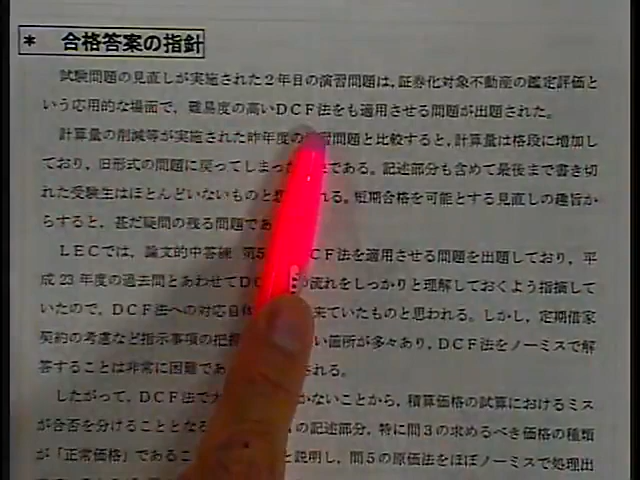 ＊ 合格答案の指針
試験問題の見直しが実施された２年目の演習問題は，証券化対象不動産の鑑定評価と
いう応用的な場面で，難易度の高いＤＣＦ法をも適用させる問題が出題された。
計算量の削減等が実施された昨年度の演習問題と比較すると，計算量は格段に増加し
ており，旧形式の問題に戻ってしまっ である。記述部分も含めて最後まで書き切
れた受験生はほとんどいないものと想 れる。短期合格を可能とする見直しの趣旨か
らすると，甚だ疑問の残る問題であ
ＬＥＣでは，論文的中答練 第5 ＣＦ法を適用させる問題を出題しており，平
成 23 年度の過去問とあわせてＤＣ の流れをしっかりと理解しておくよう指摘して
いたので，ＤＣＦ法への対応自体 来ていたものと思われる。しかし，定期借家
契約の考慮など指示事項の把握 い箇所が多々あり，ＤＣＦ法をノーミスで解
答することは非常に困難であ される。
したがって，ＤＣＦ法で大 かないことから，積算価格の試算におけるミス
が合否を分けることとなる の記述部分，特に問３の求めるべき価格の種類
が「正常価格」であるこ と説明し，問５の原価法をほぼノーミスで処理出